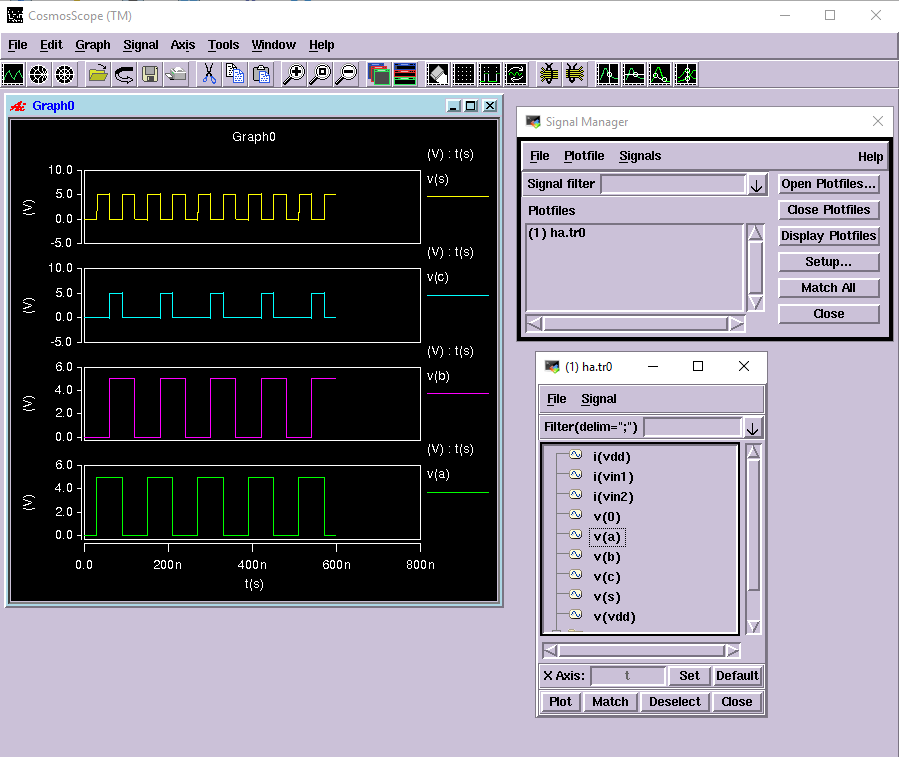 CosmosScope (TM)
File Edit Graph Signal Axis Tools Window Help
Graph0
Graph0
(V) : t(s)
v(s)
10.0
5.0
0.0
-5.0
(V)
(V) : t(s)
v(c)
10.0
5.0
0.0
-5.0
(V)
(V) : t(s)
v(b)
6.0
4.0
2.0
0.0
(V)
(V) : t(s)
v(a)
6.0
4.0
2.0
0.0
(V)
0.0 200n 400n 600n 800n
t(s)
Signal Manager
File Plotfile Signals Help
Signal filter
Plotfiles
(1) ha.tr0
Open Plotfiles...
Close Plotfiles
Display Plotfiles
Setup...
Match All
Close
(1) ha.tr0
File Signal
Filter(delim=";")
i(vdd)
i(vin1)
i(vin2)
v(0)
v(a)
v(b)
v(c)
v(s)
v(vdd)
X Axis: t Set Default
Plot Match Deselect Close